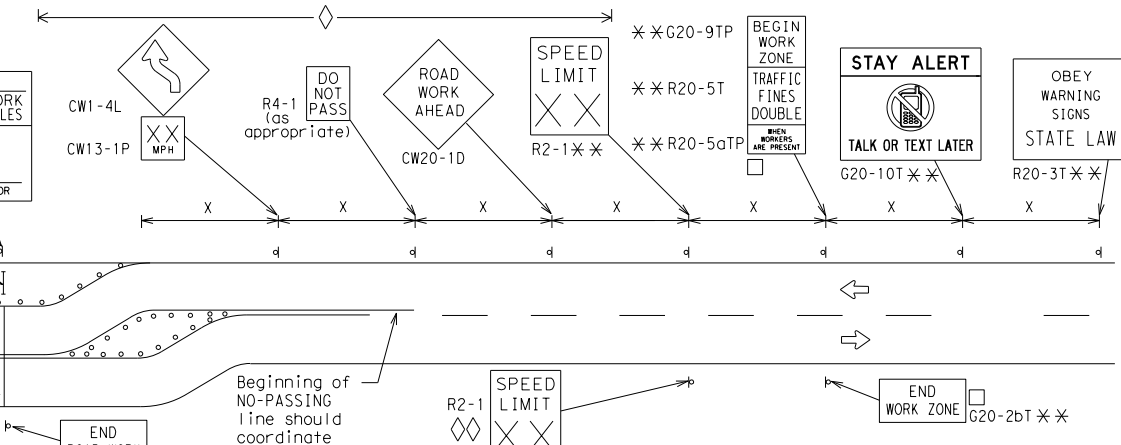 CW1-4L
XX
MPH
CW13-1P
R4-1
(as
appropriate)
DO
NOT
PASS
ROAD
WORK
AHEAD
CW20-1D
SPEED
LIMIT
XX
R2-1**
**G20-9TP
**R20-5T
**R20-5aTP
BEGIN
WORK
ZONE
TRAFFIC
FINES
DOUBLE
WHEN
WORKERS
ARE PRESENT
STAY ALERT
TALK OR TEXT LATER
G20-10T**
OBEY
WARNING
SIGNS
STATE LAW
R20-3T**
X
X
X
X
X
X
X
Beginning of
NO-PASSING
line should
coordinate
R2-1
SPEED
LIMIT
XX
END
WORK ZONE
G20-2bT**
END